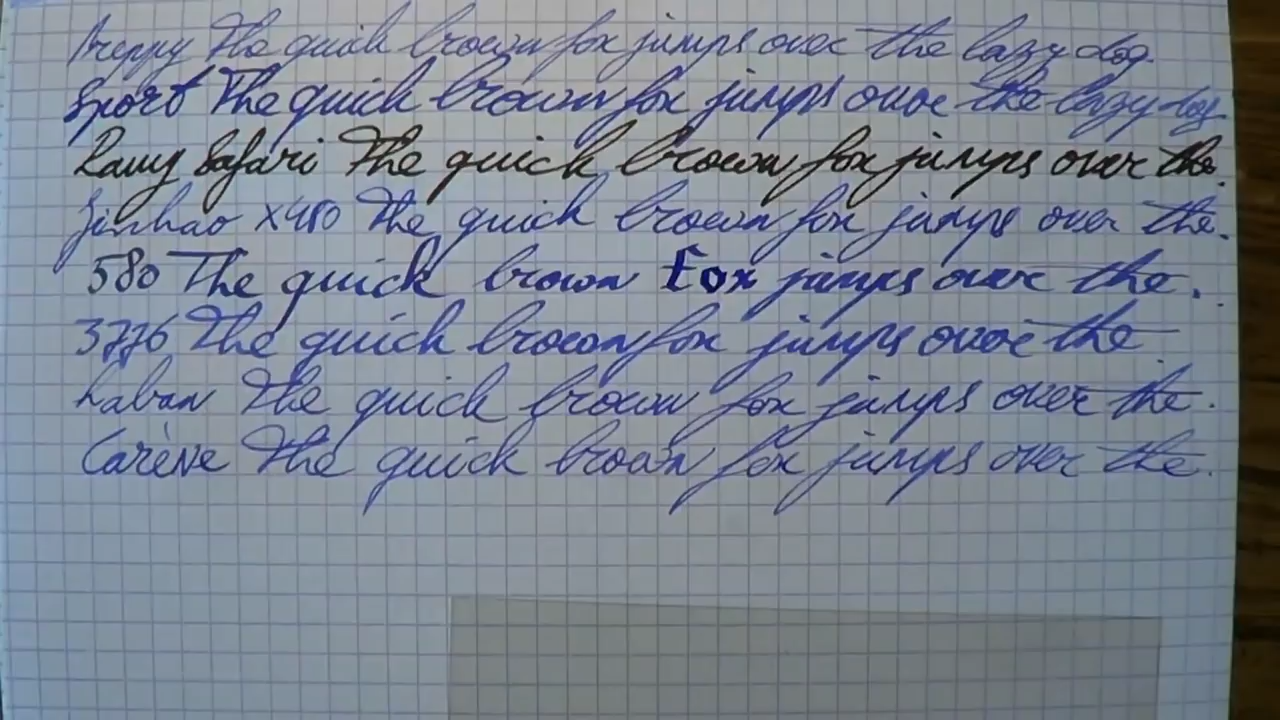 Preppy The quick brown fox jumps over the lazy dog.
Sport The quick brown fox jumps over the lazy dog
Lamy Safari The quick brown fox jumps over the.
Jinhao X450 The quick brown fox jumps over the.
580 The quick brown fox jumps over the.
3776 The quick brown fox jumps over the
Laban The quick brown fox jumps over the.
Carène The quick brown fox jumps over the.